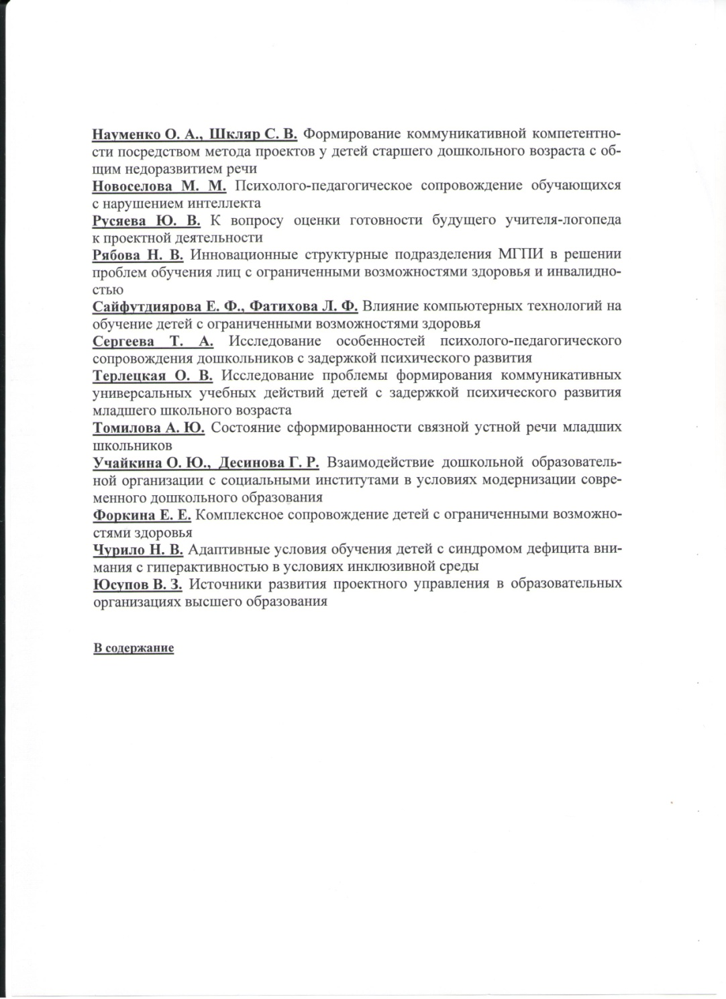 Науменко О. А., Шкляр С. В. Формирование коммуникативной компетентно-
сти посредством метода проектов у детей старшего дошкольного возраста с об-
щим недоразвитием речи
Новоселова М. М. Психолого-педагогическое сопровождение обучающихся
с нарушением интеллекта
Русяева Ю. В. К вопросу оценки готовности будущего учителя-логопеда
к проектной деятельности
Рябова Н. В. Инновационные структурные подразделения МГПИ в решении
проблем обучения лиц с ограниченными возможностями здоровья и инвалидно-
стью
Сайфутдиярова Е. Ф., Фатихова Л. Ф. Влияние компьютерных технологий на
обучение детей с ограниченными возможностями здоровья
Сергеева Т. А. Исследование особенностей психолого-педагогического
сопровождения дошкольников с задержкой психического развития
Терлецкая О. В. Исследование проблемы формирования коммуникативных
универсальных учебных действий детей с задержкой психического развития
младшего школьного возраста
Томилова А. Ю. Состояние сформированности связной устной речи младших
школьников
Учайкина О. Ю., Десинова Г. Р. Взаимодействие дошкольной образователь-
ной организации с социальными институтами в условиях модернизации совре-
менного дошкольного образования
Форкина Е. Е. Комплексное сопровождение детей с ограниченными возможно-
стями здоровья
Чурило Н. В. Адаптивные условия обучения детей с синдромом дефицита вни-
мания с гиперактивностью в условиях инклюзивной среды
Юсупов В. З. Источники развития проектного управления в образовательных
организациях высшего образования
В содержание